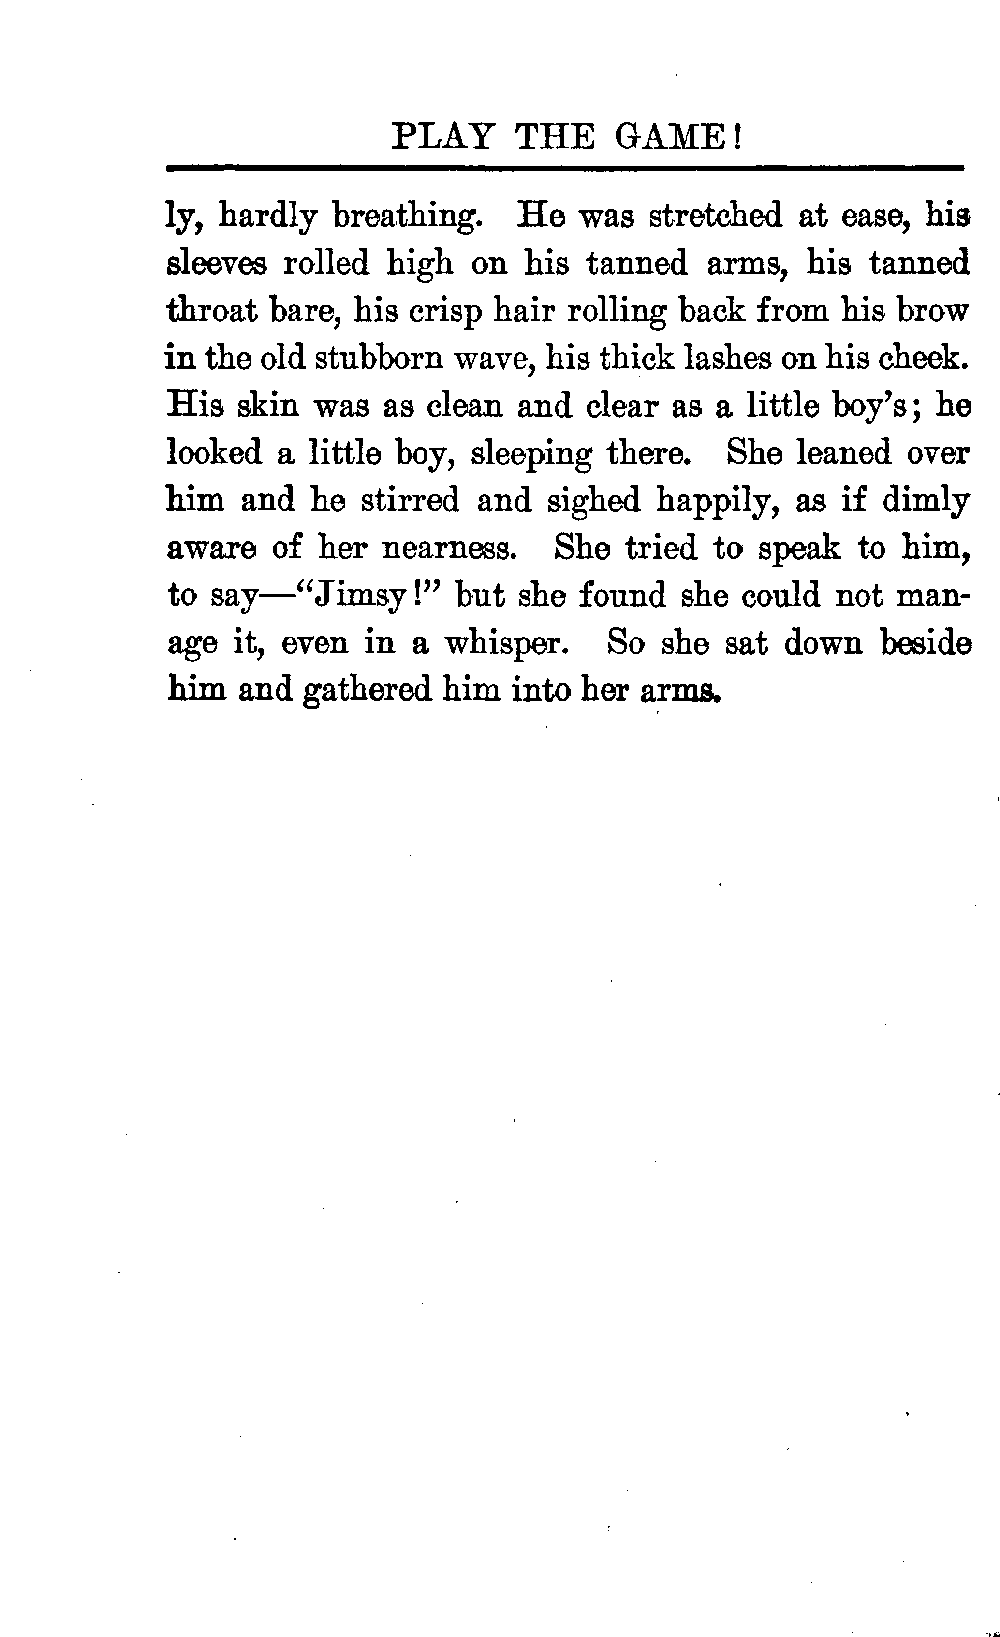 PLAY THE GAME!
ly, hardly breathing. He was stretched at ease, his
sleeves rolled high on his tanned arms, his tanned
throat bare, his crisp hair rolling back from his brow
in the old stubborn wave, his thick lashes on his cheek.
His skin was as clean and clear as a little boy's; he
looked a little boy, sleeping there. She leaned over
him and he stirred and sighed happily, as if dimly
aware of her nearness. She tried to speak to him,
to say—"Jimsy!" but she found she could not man-
age it, even in a whisper. So she sat down beside
him and gathered him into her arms.